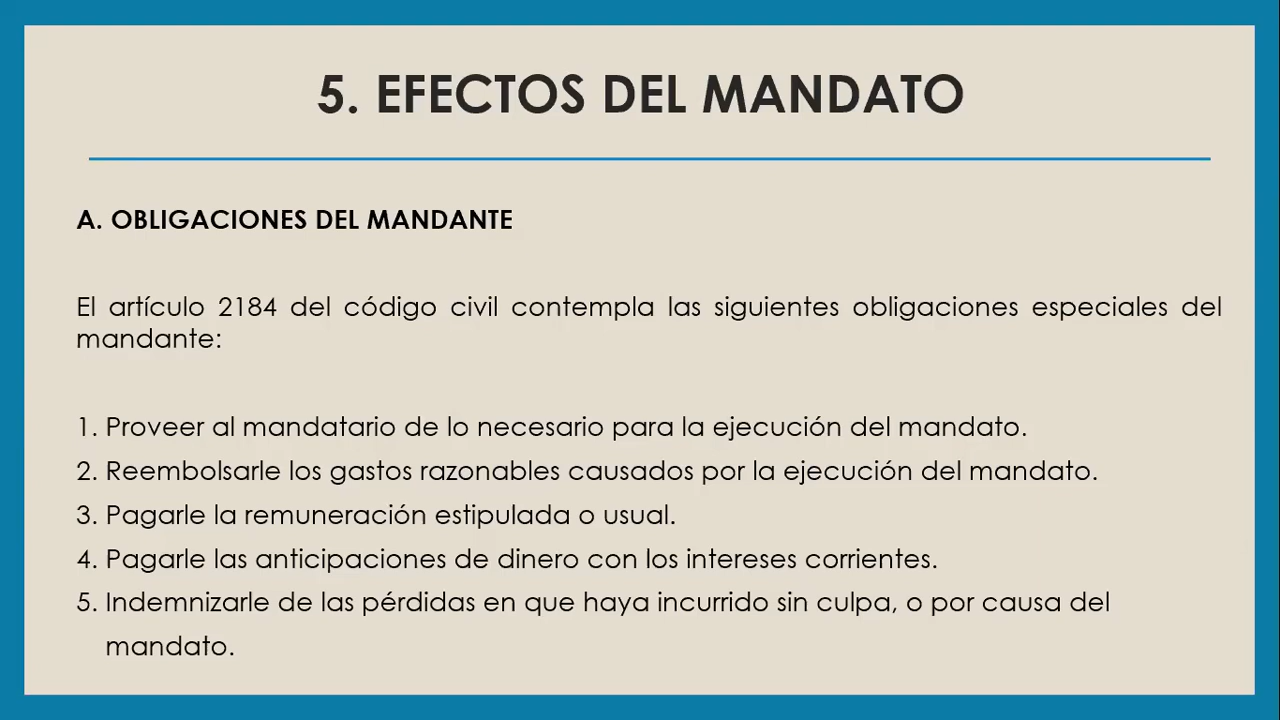 5. EFECTOS DEL MANDATO
A. OBLIGACIONES DEL MANDANTE
El artículo 2184 del código civil contempla las siguientes obligaciones especiales del
mandante:
1. Proveer al mandatario de lo necesario para la ejecución del mandato.
2. Reembolsarle los gastos razonables causados por la ejecución del mandato.
3. Pagarle la remuneración estipulada o usual.
4. Pagarle las anticipaciones de dinero con los intereses corrientes.
5. Indemnizarle de las pérdidas en que haya incurrido sin culpa, o por causa del
mandato.